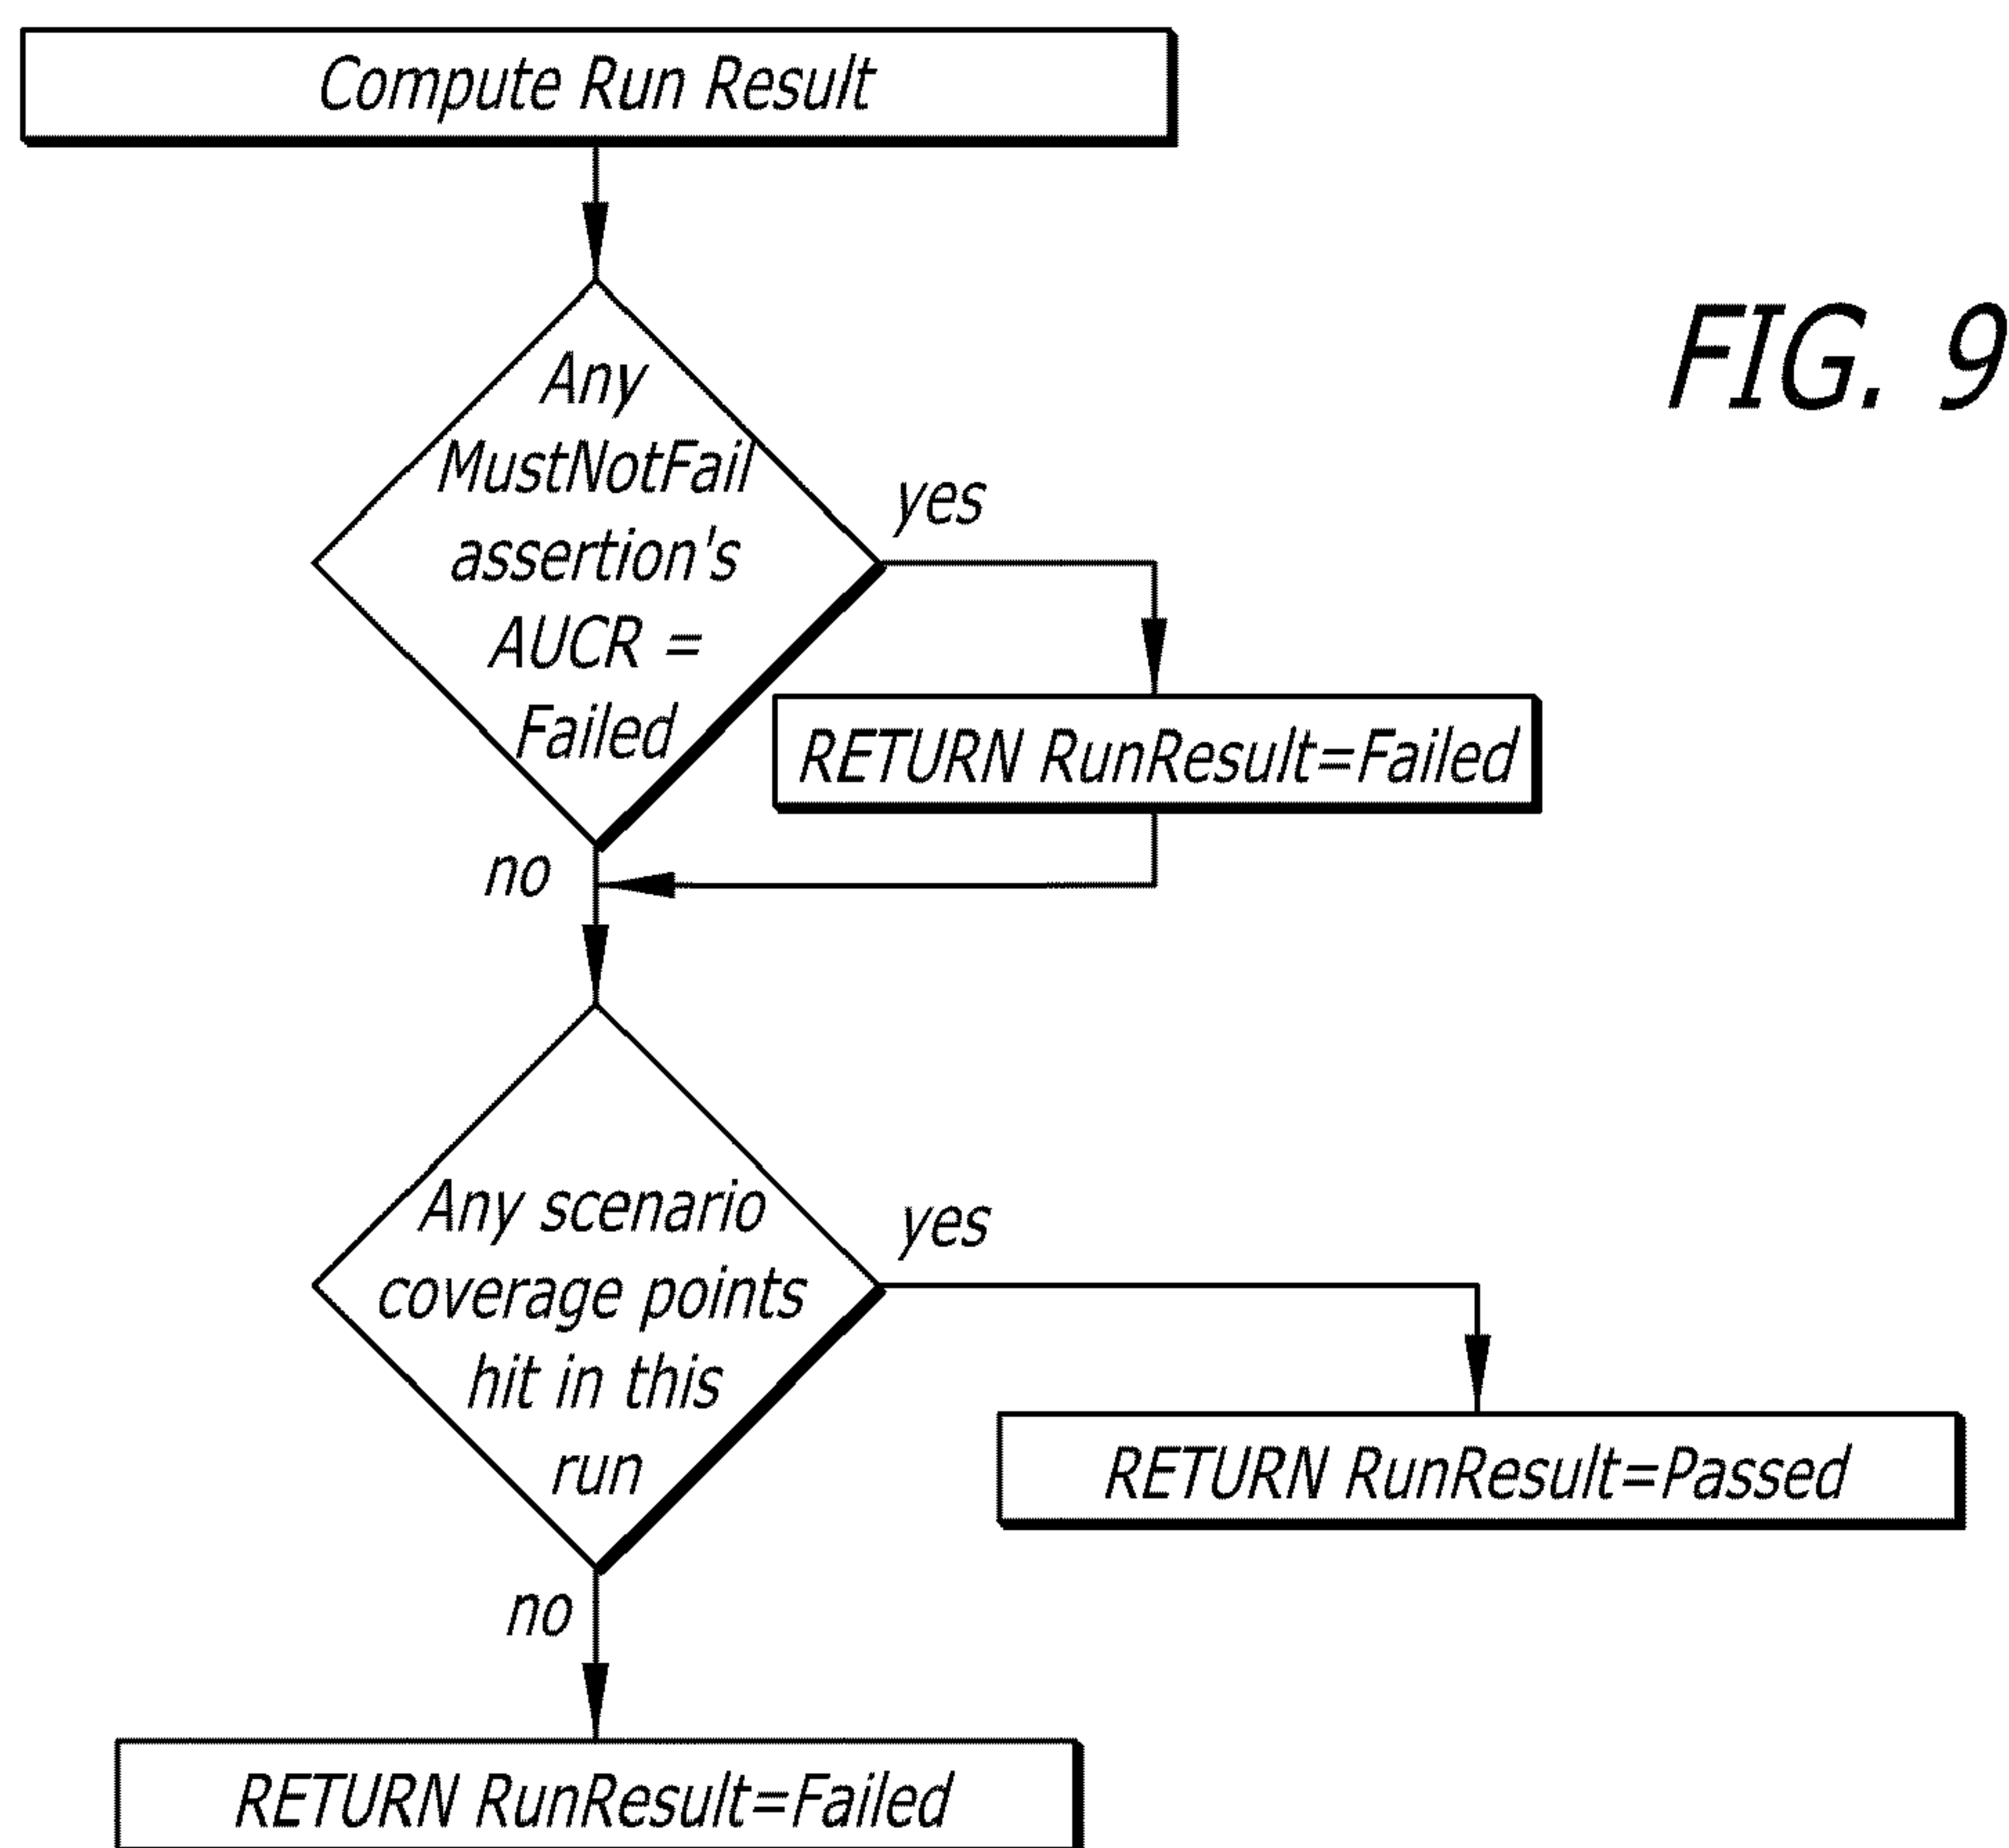 Compute Run Result
FIG. 9
Any
MustNotFail
assertion's
AUCR =
Failed
yes
RETURN RunResult=Failed
no
Any scenario
coverage points
hit in this
run
yes
RETURN RunResult=Passed
no
RETURN RunResult=Failed